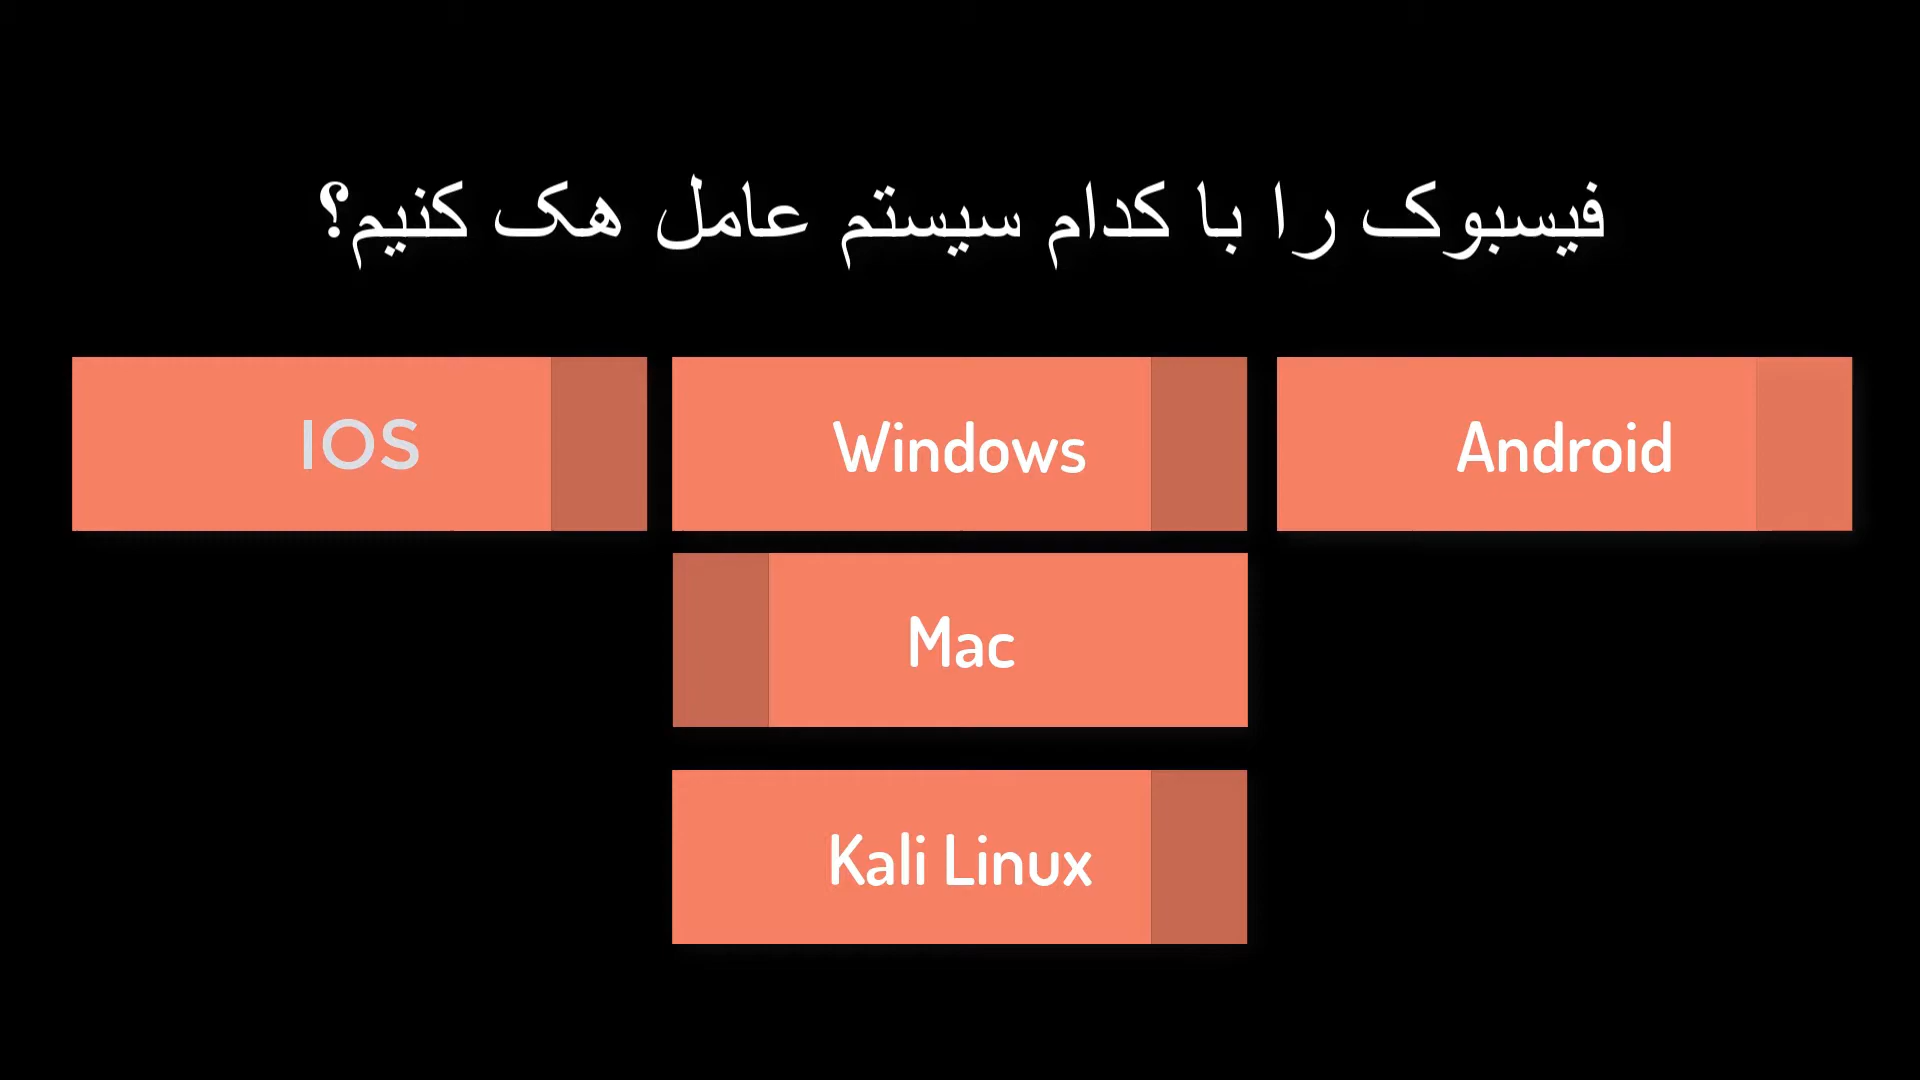 فیسبوک را با کدام سیستم عامل هک کنیم؟
IOS
Windows
Android
Mac
Kali Linux